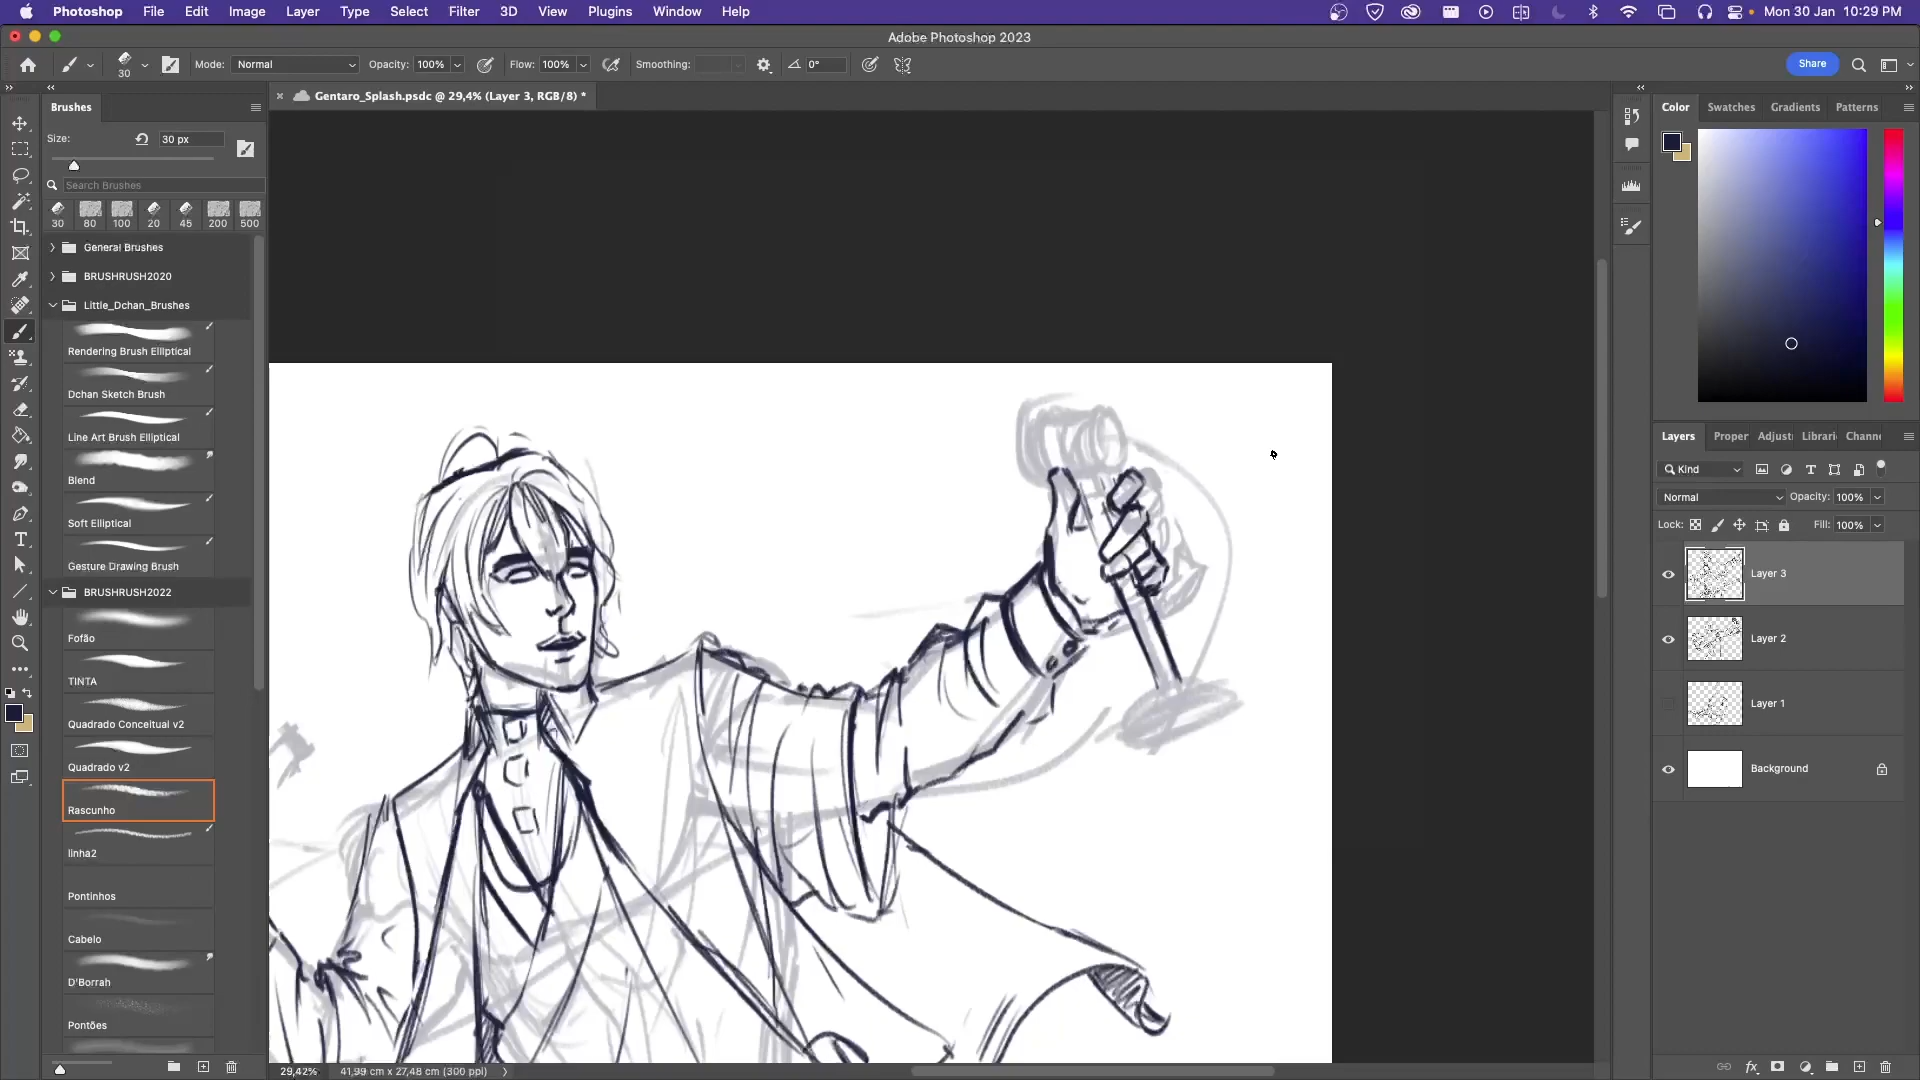 Photoshop File Edit Image Layer Type Select Filter 3D View Plugins Window Help Mon 30 Jan 10:29 PM
Adobe Photoshop 2023
30 Mode: Normal Opacity: 100% Flow: 100% Smoothing: 0° Share
Brushes
Gentaro_Splash.psdc @ 29,4% (Layer 3, RGB/8) *
Color Swatches Gradients Patterns
Size: 30 px
Search Brushes
30 80 100 20 45 200 500
General Brushes
BRUSHRUSH2020
Little_Dchan_Brushes
Rendering Brush Elliptical
Dchan Sketch Brush
Line Art Brush Elliptical
Blend
Soft Elliptical
Gesture Drawing Brush
BRUSHRUSH2022
Fofão
TINTA
Quadrado Conceitual v2
Quadrado v2
Rascunho
linha2
Pontinhos
Cabelo
D'Borrah
Pontões
Layers Proper Adjust Librari Chann
Kind
Normal Opacity: 100%
Lock: Fill: 100%
Layer 3
Layer 2
Layer 1
Background
29,42% 41,99 cm x 27,48 cm (300 ppi)